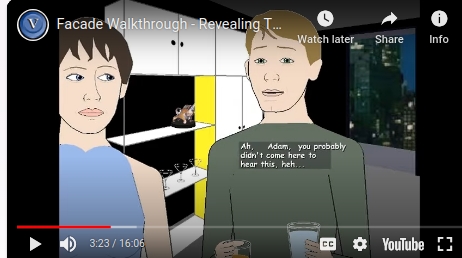 V
Facade Walkthrough - Revealing T...
Watch later
Share
Info
Ah, Adam, you probably
didn't come here to
hear this, heh...
3:23 / 16:06
CC
YouTube